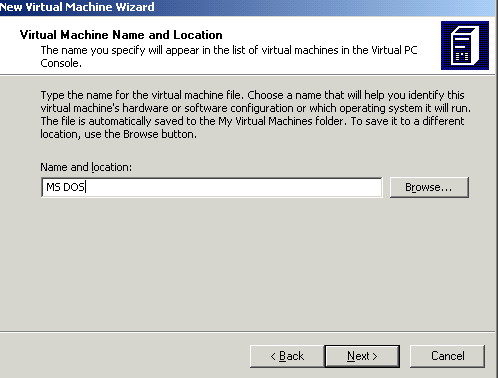 New Virtual Machine Wizard
Virtual Machine Name and Location
The name you specify will appear in the list of virtual machines in the Virtual PC
Console.
Type the name for the virtual machine file. Choose a name that will help you identify this
virtual machine's hardware or software configuration or which operating system it will run.
The file is automatically saved to the My Virtual Machines folder. To save it to a different
location, use the Browse button.
Name and location:
MS DOS
Browse...
< Back
Next >
Cancel